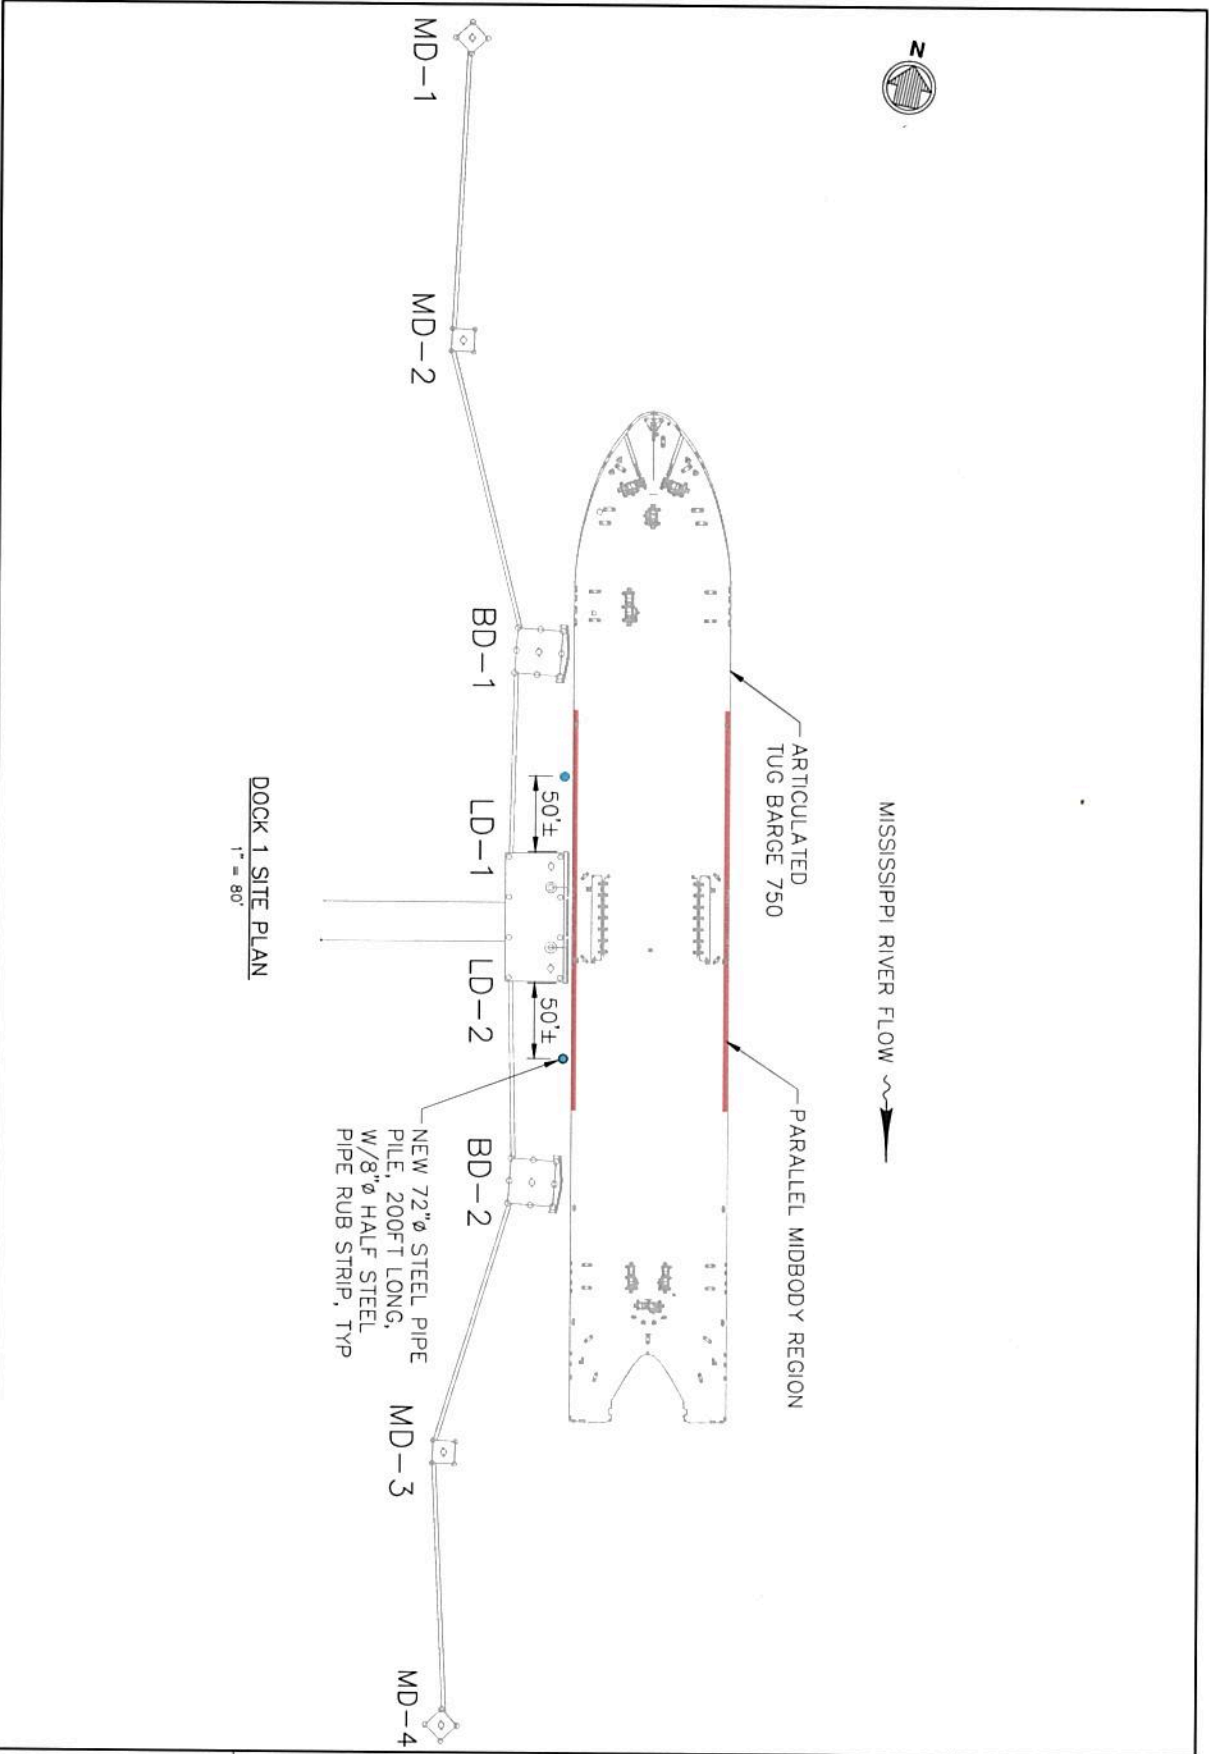 N
MISSISSIPPI RIVER FLOW
ARTICULATED
TUG BARGE 750
PARALLEL MIDBODY REGION
50'±
50'±
MD-1
MD-2
BD-1
LD-1
LD-2
BD-2
MD-3
MD-4
NEW 72"ø STEEL PIPE
PILE, 200FT LONG,
W/8"ø HALF STEEL
PIPE RUB STRIP, TYP
DOCK 1 SITE PLAN
1" = 80'